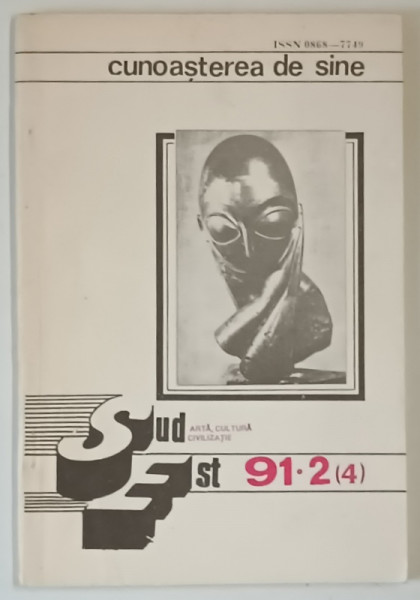 ISSN 0868—7749
cunoașterea de sine
Sud ARTĂ, CULTURĂ
CIVILIZAȚIE
Est 91·2(4)